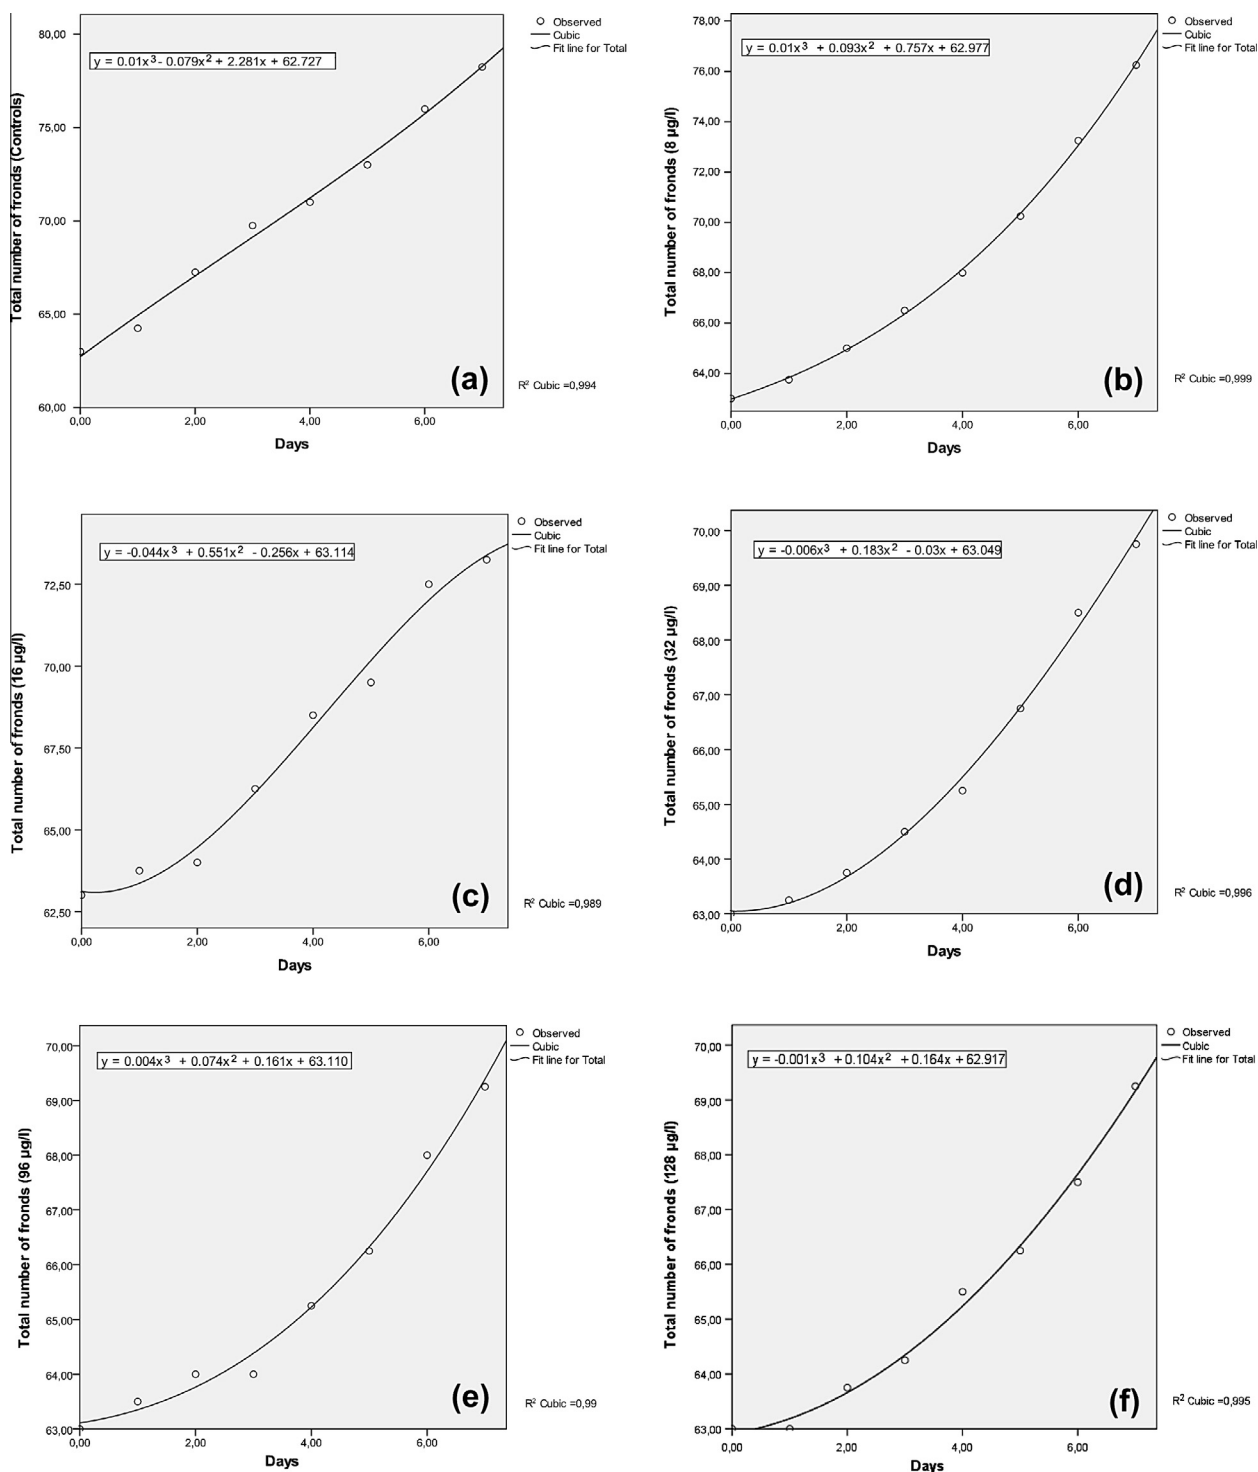 80,00
75,00
70,00
65,00
60,00
0,00 2,00 4,00 6,00
Days
Total number of fronds (Controls)
y = 0.01x³ - 0.079x² + 2.281x + 62.727
Observed
Cubic
Fit line for Total
(a)
R² Cubic =0,994
78,00
76,00
74,00
72,00
70,00
68,00
66,00
64,00
0,00 2,00 4,00 6,00
Days
Total number of fronds (8 µg/l)
y = 0.01x³ + 0.093x² + 0.757x + 62.977
Observed
Cubic
Fit line for Total
(b)
R² Cubic =0,999
72,50
70,00
67,50
65,00
62,50
0,00 2,00 4,00 6,00
Days
Total number of fronds (16 µg/l)
y = -0.044x³ + 0.551x² - 0.256x + 63.114
Observed
Cubic
Fit line for Total
(c)
R² Cubic =0,989
70,00
69,00
68,00
67,00
66,00
65,00
64,00
63,00
0,00 2,00 4,00 6,00
Days
Total number of fronds (32 µg/l)
y = -0.006x³ + 0.183x² - 0.03x + 63.049
Observed
Cubic
Fit line for Total
(d)
R² Cubic =0,996
70,00
69,00
68,00
67,00
66,00
65,00
64,00
63,00
0,00 2,00 4,00 6,00
Days
Total number of fronds (96 µg/l)
y = 0.004x³ + 0.074x² + 0.161x + 63.110
Observed
Cubic
Fit line for Total
(e)
R² Cubic =0,99
70,00
69,00
68,00
67,00
66,00
65,00
64,00
63,00
0,00 2,00 4,00 6,00
Days
Total number of fronds (128 µg/l)
y = -0.001x³ + 0.104x² + 0.164x + 62.917
Observed
Cubic
Fit line for Total
(f)
R² Cubic =0,995